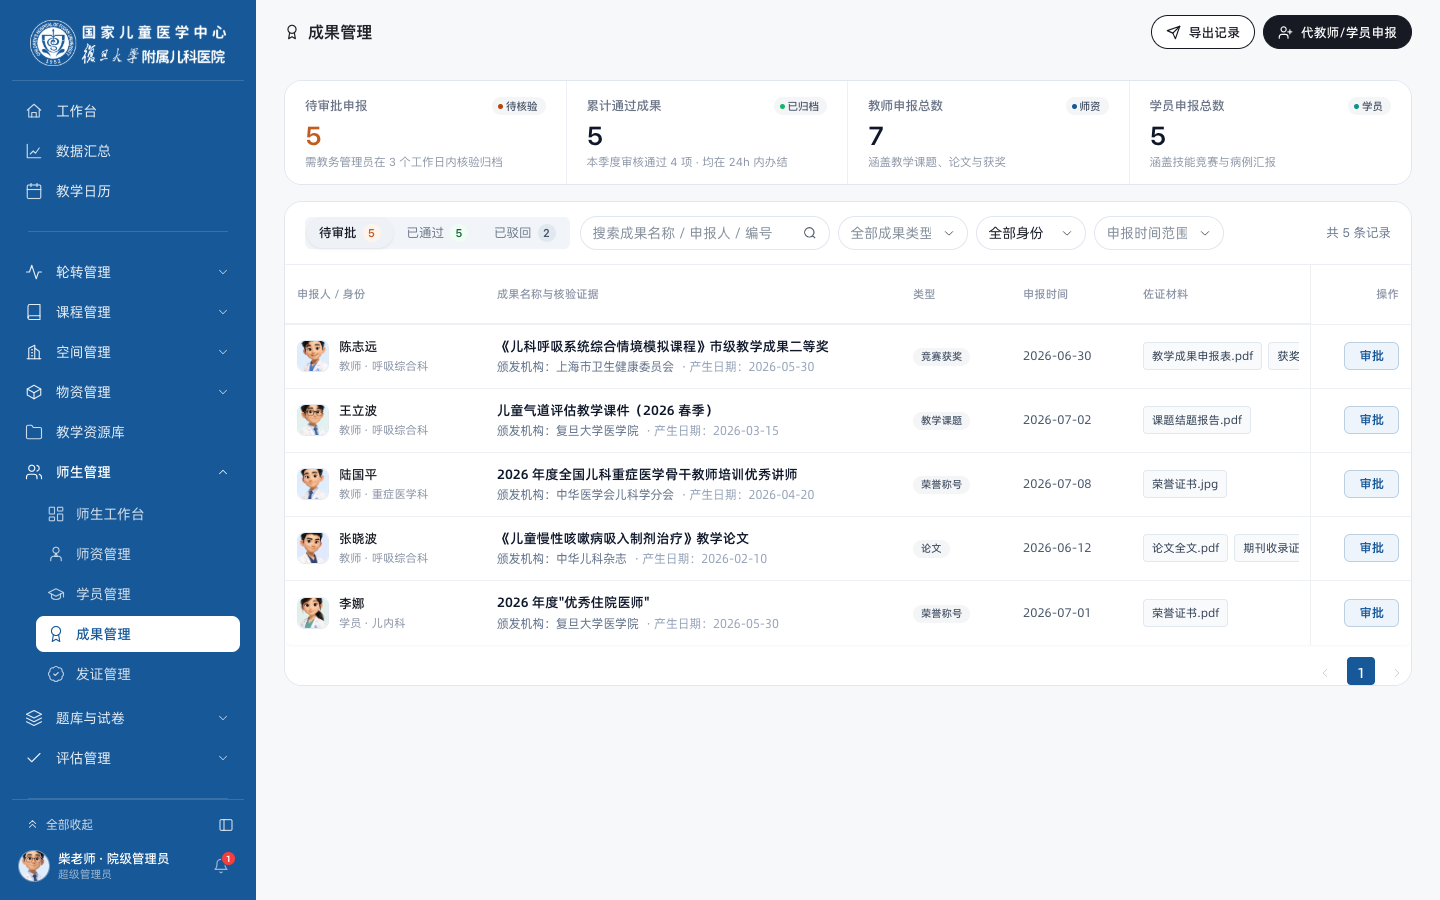 国家儿童医学中心
復旦大学附属儿科医院
工作台
数据汇总
教学日历
轮转管理
课程管理
空间管理
物资管理
教学资源库
师生管理
师生工作台
师资管理
学员管理
成果管理
发证管理
题库与试卷
评估管理
全部收起
柴老师 · 院级管理员
超级管理员
1
成果管理
导出记录
代教师/学员申报
待审批申报
待核验
5
需教务管理员在 3 个工作日内核验归档
累计通过成果
已归档
5
本季度审核通过 4 项 · 均在 24h 内办结
教师申报总数
师资
7
涵盖教学课题、论文与获奖
学员申报总数
学员
5
涵盖技能竞赛与病例汇报
待审批 5
已通过 5
已驳回 2
搜索成果名称 / 申报人 / 编号
全部成果类型
全部身份
申报时间范围
共 5 条记录
申报人 / 身份
成果名称与核验证据
类型
申报时间
佐证材料
操作
陈志远
教师 · 呼吸综合科
《儿科呼吸系统综合情境模拟课程》市级教学成果二等奖
颁发机构：上海市卫生健康委员会 · 产生日期：2026-05-30
竞赛获奖
2026-06-30
教学成果申报表.pdf
获奖
审批
王立波
教师 · 呼吸综合科
儿童气道评估教学课件（2026 春季）
颁发机构：复旦大学医学院 · 产生日期：2026-03-15
教学课题
2026-07-02
课题结题报告.pdf
审批
陆国平
教师 · 重症医学科
2026 年度全国儿科重症医学骨干教师培训优秀讲师
颁发机构：中华医学会儿科学分会 · 产生日期：2026-04-20
荣誉称号
2026-07-08
荣誉证书.jpg
审批
张晓波
教师 · 呼吸综合科
《儿童慢性咳嗽病吸入制剂治疗》教学论文
颁发机构：中华儿科杂志 · 产生日期：2026-02-10
论文
2026-06-12
论文全文.pdf
期刊收录证
审批
李娜
学员 · 儿内科
2026 年度"优秀住院医师"
颁发机构：复旦大学医学院 · 产生日期：2026-05-30
荣誉称号
2026-07-01
荣誉证书.pdf
审批
1